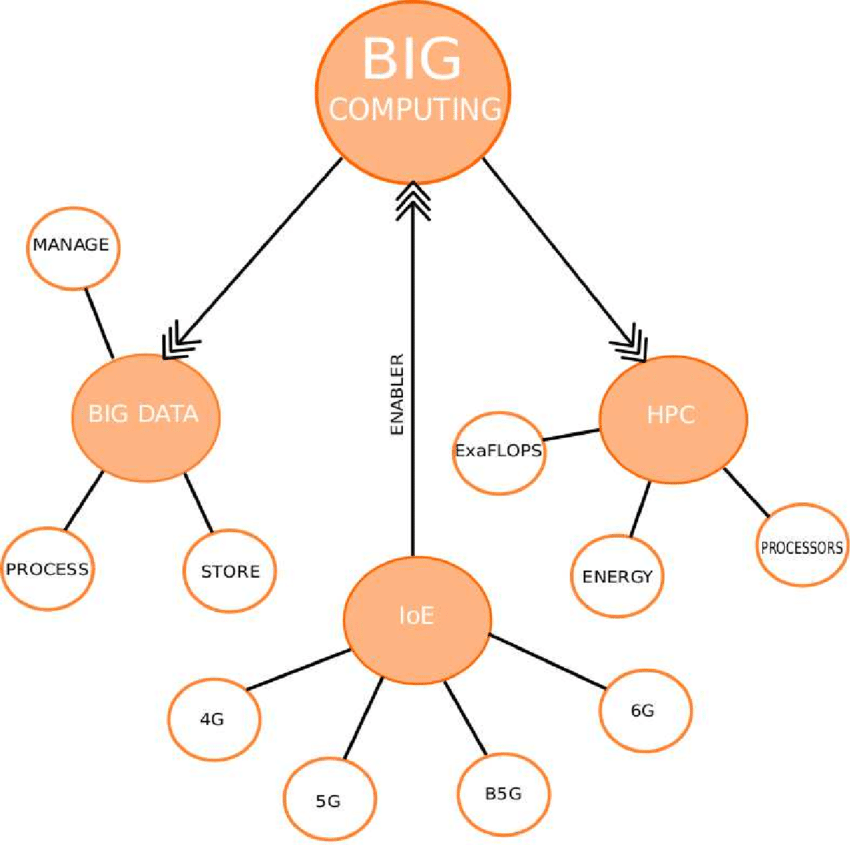 BIG
COMPUTING
MANAGE
BIG DATA
PROCESS
STORE
ENABLER
HPC
ExaFLOPS
ENERGY
PROCESSORS
IoE
4G
5G
B5G
6G